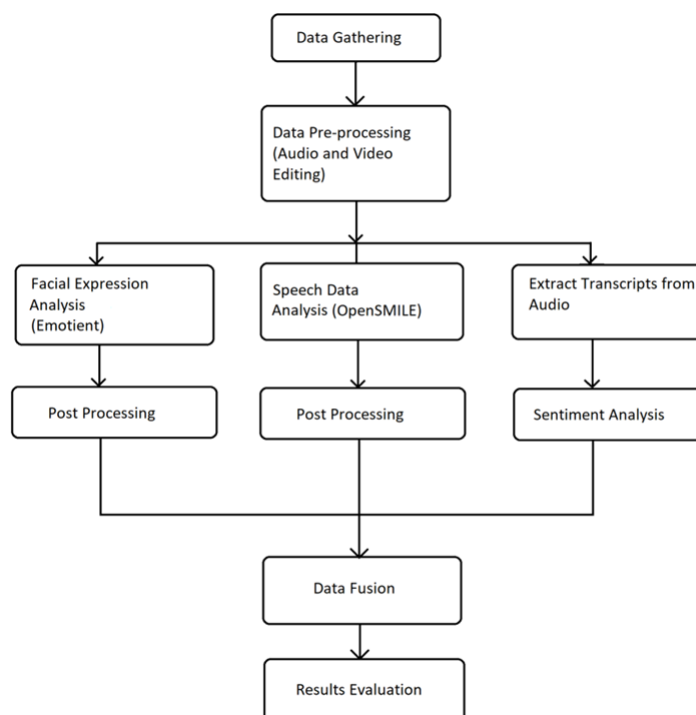 Data Gathering
Data Pre-processing
(Audio and Video
Editing)
Facial Expression
Analysis
(Emotient)
Speech Data
Analysis (OpenSMILE)
Extract Transcripts from
Audio
Post Processing
Post Processing
Sentiment Analysis
Data Fusion
Results Evaluation